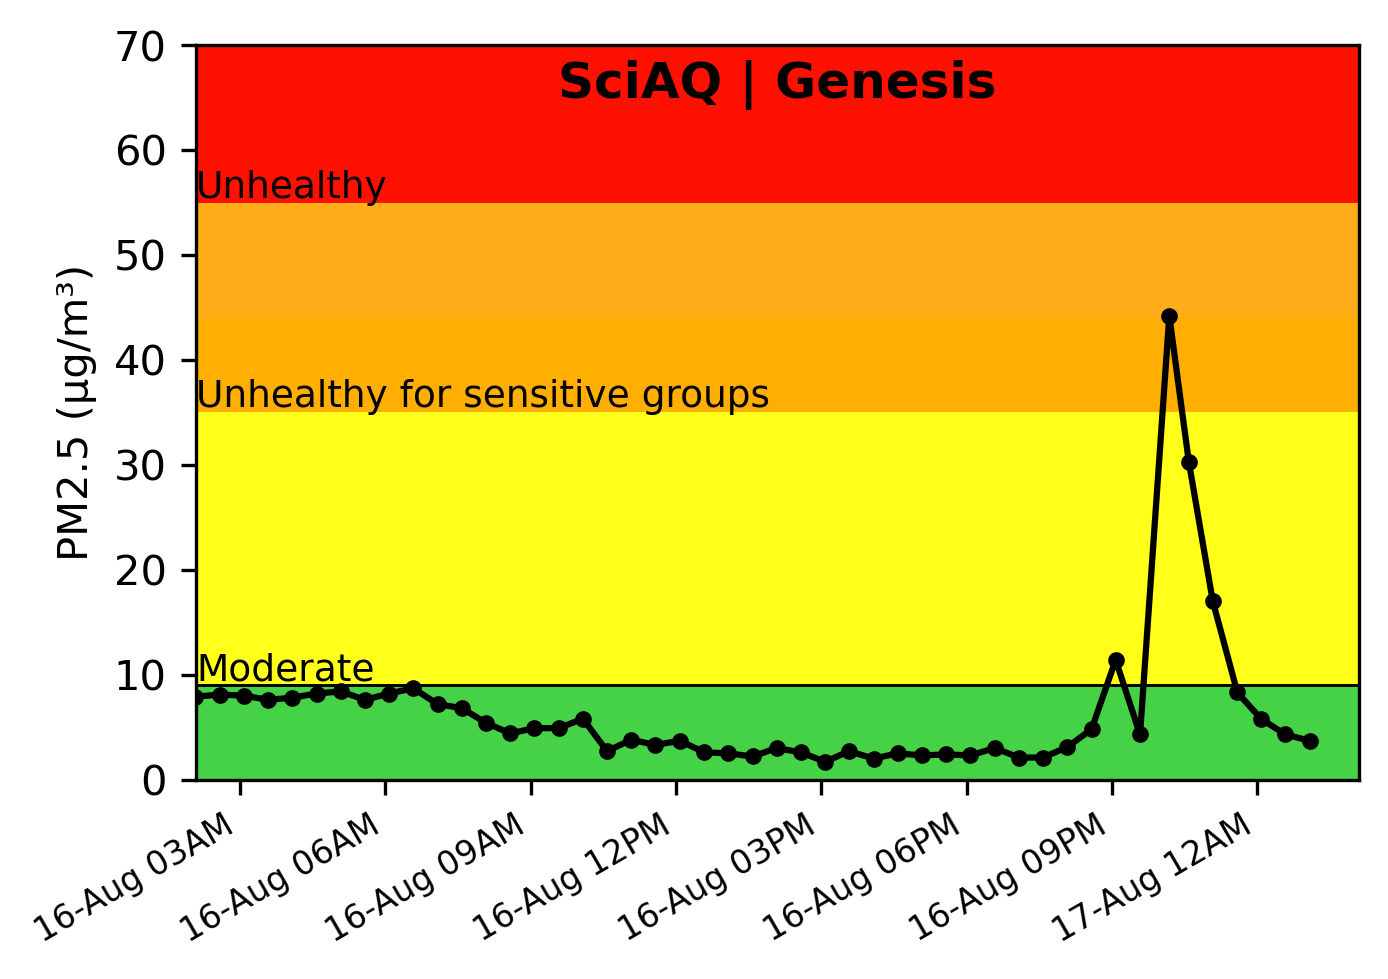 SciAQ | Genesis
PM2.5 (µg/m³)
70
60
50
40
30
20
10
0
Unhealthy
Unhealthy for sensitive groups
Moderate
16-Aug 03AM
16-Aug 06AM
16-Aug 09AM
16-Aug 12PM
16-Aug 03PM
16-Aug 06PM
16-Aug 09PM
17-Aug 12AM